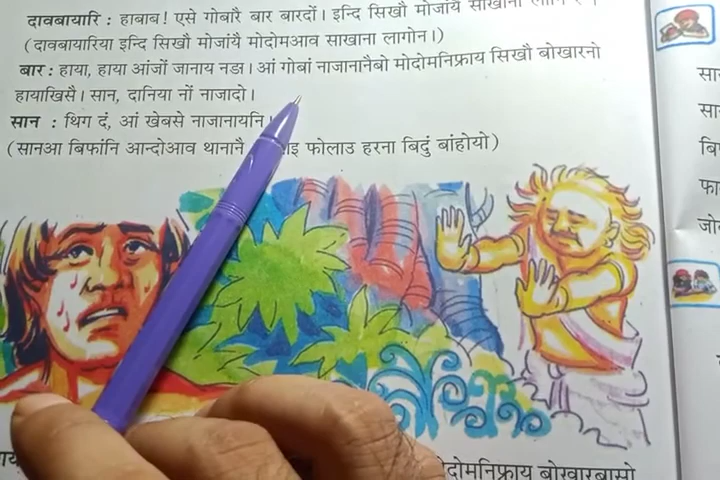 दावबायारि : हाबाब! एसे गोबारै बार बारदों। इन्दि सिखौ मोजांयै साखाना
(दावबायारिया इन्दि सिखौ मोजांयै मोदोमआव साखाना लागोन।)
बार : हाया, हाया आंजों जानाय नङा। आं गोबां नाजानानैबो मोदोमनिफ्राय सिखौ बोखारनो
हायाखिसै। सान, दानिया नों नाजादो।
सान : थिग दं, आं खेबसे नाजानायनि।
(सानआ बिफांनि आन्दोआव थानानै फोलाउ हरना बिदुं बांहोयो)
सा
सा
बि
फा
जो
दोमनिफ्राय बोखारबासो